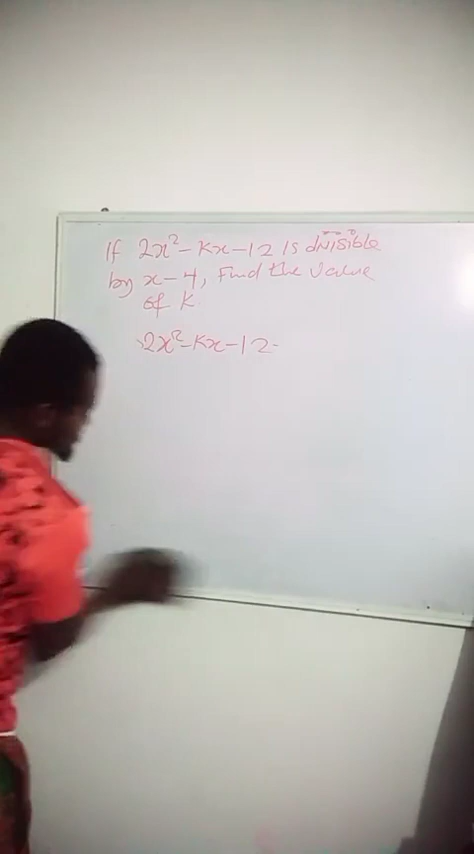 If 2x² - Kx - 12 is divisible
by x - 4, Find the value
of K
2x² - Kx - 12